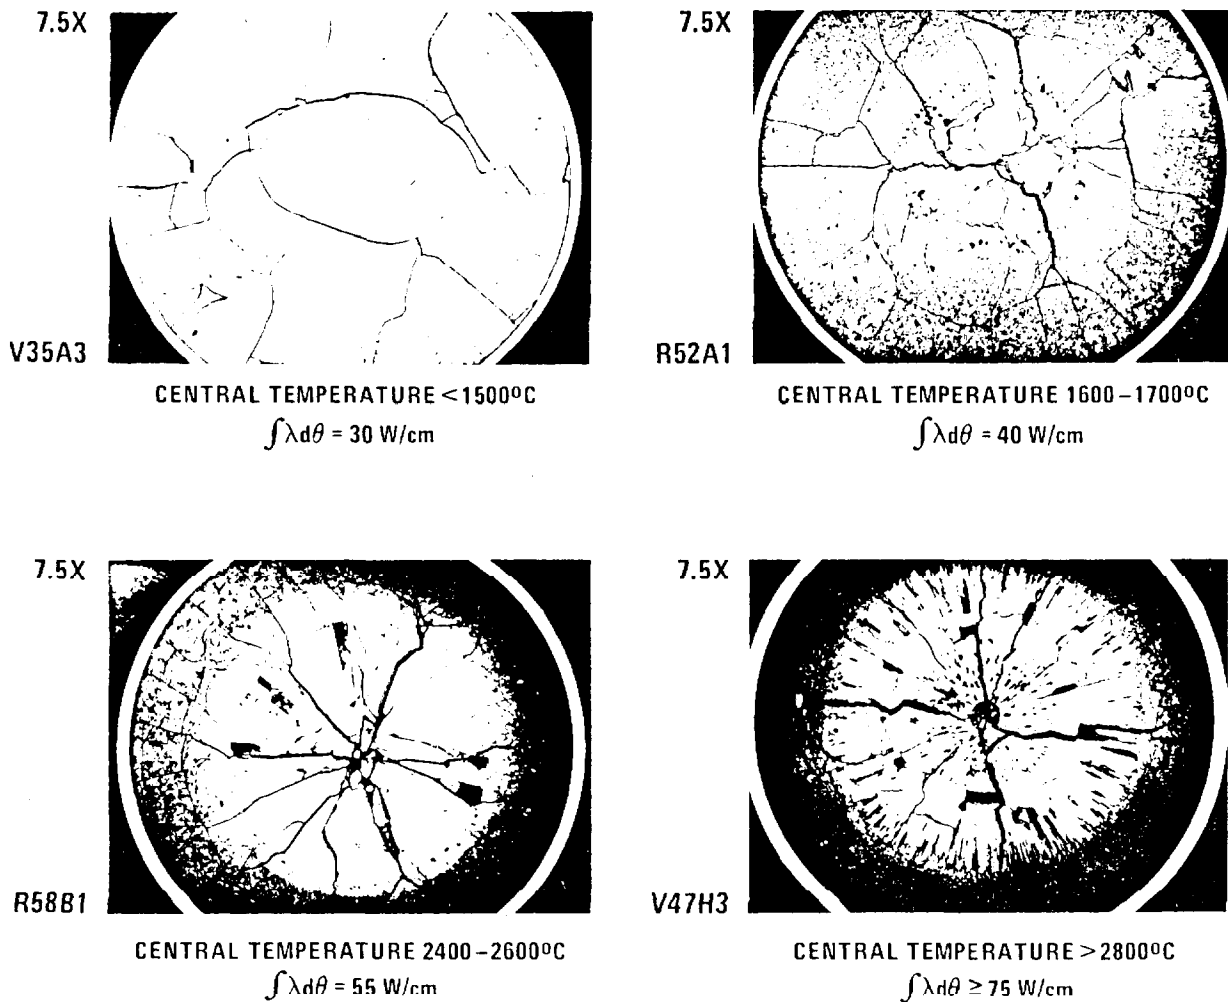 7.5X
V35A3
CENTRAL TEMPERATURE <1500ºC
∫λdθ = 30 W/cm
7.5X
R52A1
CENTRAL TEMPERATURE 1600–1700ºC
∫λdθ = 40 W/cm
7.5X
R58B1
CENTRAL TEMPERATURE 2400–2600ºC
∫λdθ = 55 W/cm
7.5X
V47H3
CENTRAL TEMPERATURE >2800ºC
∫λdθ ≥ 75 W/cm